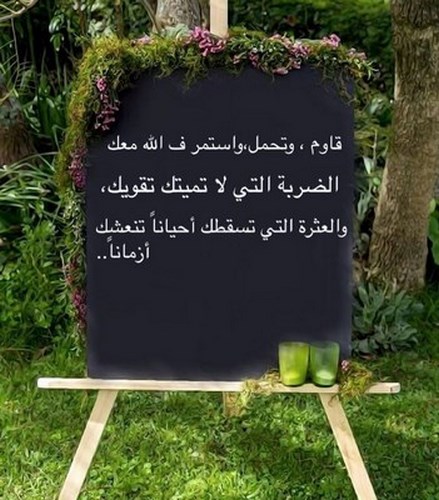 قاوم ، وتحمل،واستمر ف الله معك
الضربة التي لا تميتك تقويك،
والعثرة التي تسقطك أحياناً تنعشك
أزماناً..